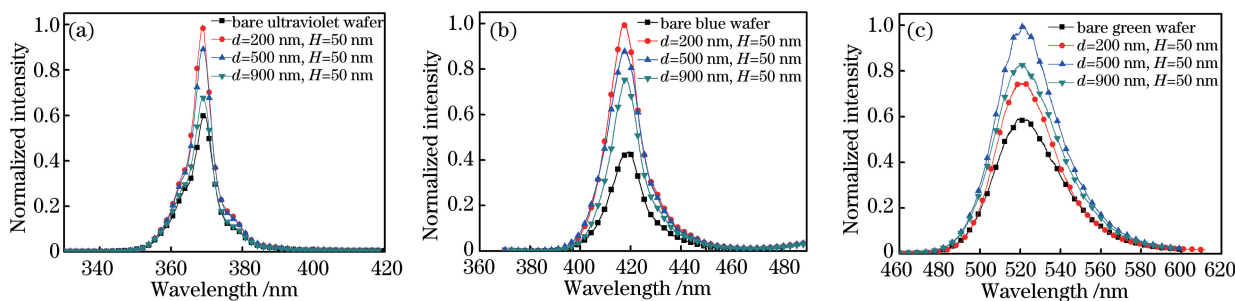 (a)
bare ultraviolet wafer
d=200 nm, H=50 nm
d=500 nm, H=50 nm
d=900 nm, H=50 nm
Normalized intensity
1.0
0.8
0.6
0.4
0.2
0
340 360 380 400 420
Wavelength /nm
(b)
bare blue wafer
d=200 nm, H=50 nm
d=500 nm, H=50 nm
d=900 nm, H=50 nm
Normalized intensity
1.0
0.8
0.6
0.4
0.2
0
360 380 400 420 440 460 480
Wavelength /nm
(c)
bare green wafer
d=200 nm, H=50 nm
d=500 nm, H=50 nm
d=900 nm, H=50 nm
Normalized intensity
1.0
0.8
0.6
0.4
0.2
0
460 480 500 520 540 560 580 600 620
Wavelength /nm